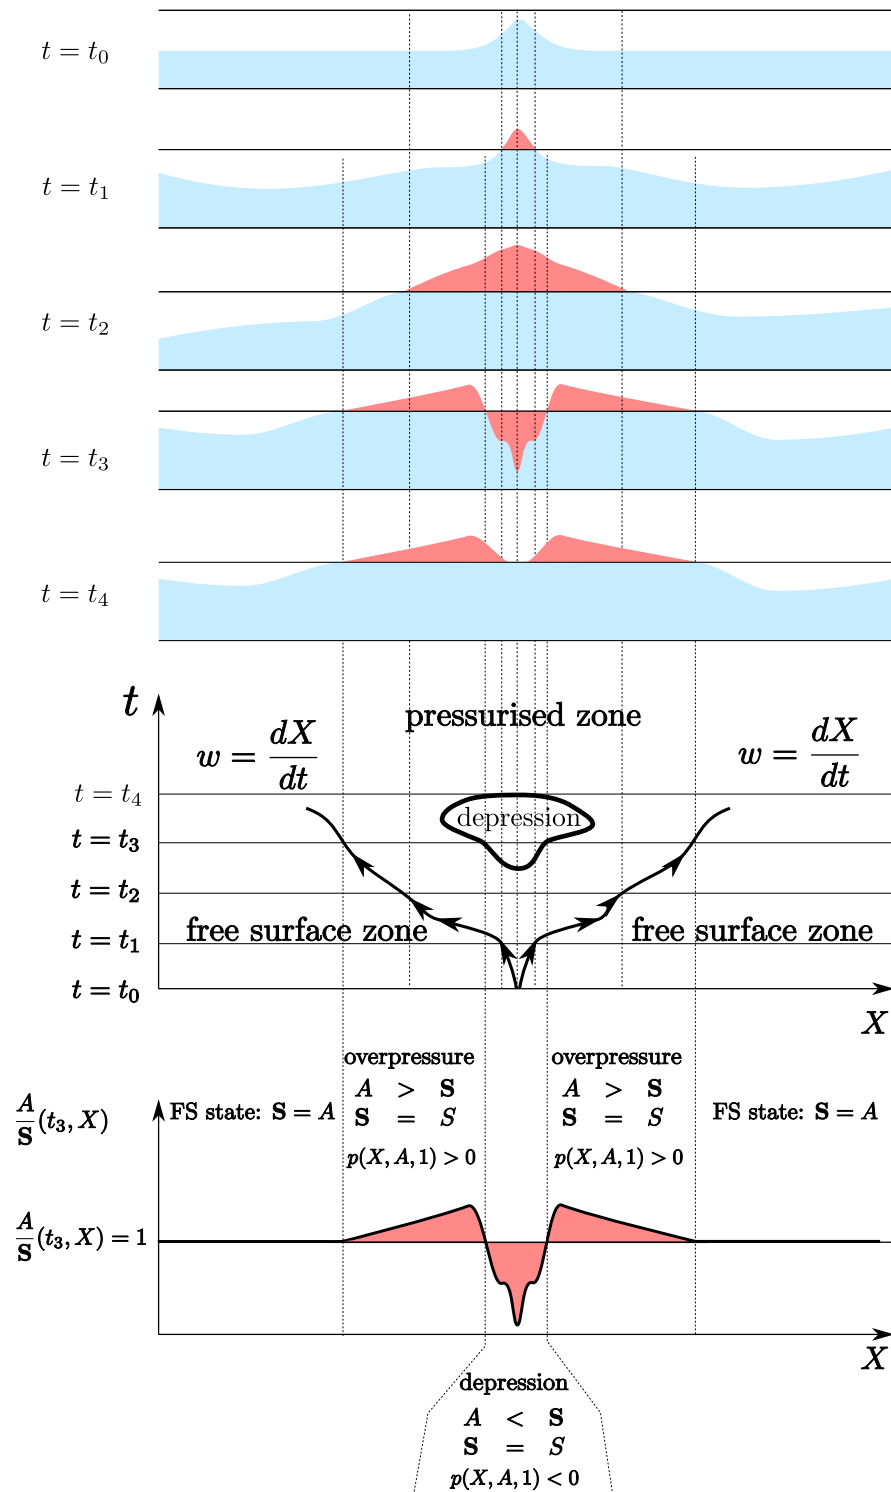 t = t₀
t = t₁
t = t₂
t = t₃
t = t₄
t
pressurised zone
w = dX/dt
w = dX/dt
t = t₄
depression
t = t₃
t = t₂
free surface zone
free surface zone
t = t₁
t = t₀
X
overpressure
overpressure
A > 𝐒
A > 𝐒
A/𝐒(t₃, X)
FS state: 𝐒 = A
𝐒 = S
𝐒 = S
FS state: 𝐒 = A
p(X, A, 1) > 0
p(X, A, 1) > 0
A/𝐒(t₃, X) = 1
X
depression
A < 𝐒
𝐒 = S
p(X, A, 1) < 0